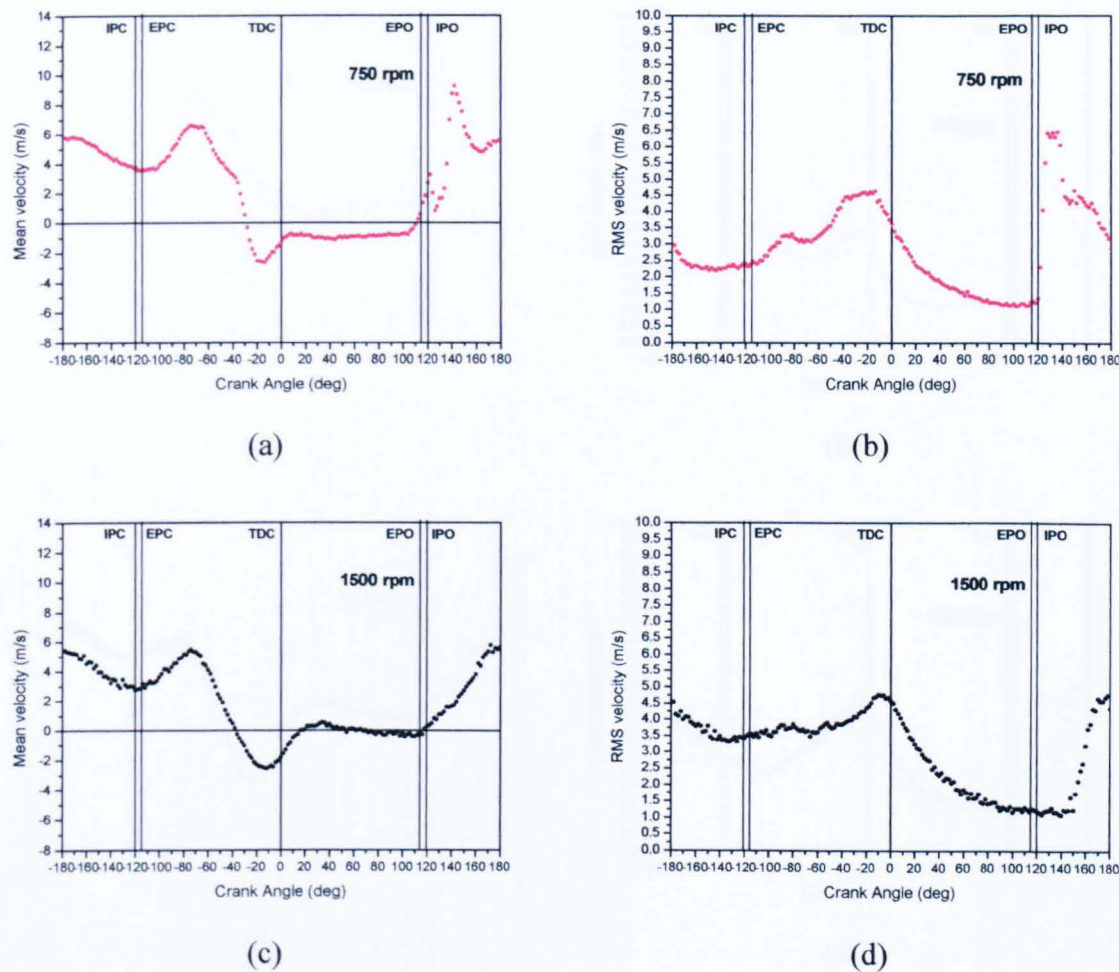 IPC EPC TDC EPO IPO
750 rpm
14
12
10
8
6
4
2
0
-2
-4
-6
-8
Mean velocity (m/s)
-180-160-140-120-100 -80 -60 -40 -20 0 20 40 60 80 100 120 140 160 180
Crank Angle (deg)
(a)
IPC EPC TDC EPO IPO
750 rpm
10.0
9.5
9.0
8.5
8.0
7.5
7.0
6.5
6.0
5.5
5.0
4.5
4.0
3.5
3.0
2.5
2.0
1.5
1.0
0.5
0.0
RMS velocity (m/s)
-180-160-140-120-100 -80 -60 -40 -20 0 20 40 60 80 100 120 140 160 180
Crank Angle (deg)
(b)
IPC EPC TDC EPO IPO
1500 rpm
14
12
10
8
6
4
2
0
-2
-4
-6
-8
Mean velocity (m/s)
-180-160-140-120-100 -80 -60 -40 -20 0 20 40 60 80 100 120 140 160 180
Crank Angle (deg)
(c)
IPC EPC TDC EPO IPO
1500 rpm
10.0
9.5
9.0
8.5
8.0
7.5
7.0
6.5
6.0
5.5
5.0
4.5
4.0
3.5
3.0
2.5
2.0
1.5
1.0
0.5
0.0
RMS velocity (m/s)
-180-160-140-120-100 -80 -60 -40 -20 0 20 40 60 80 100 120 140 160 180
Crank Angle (deg)
(d)